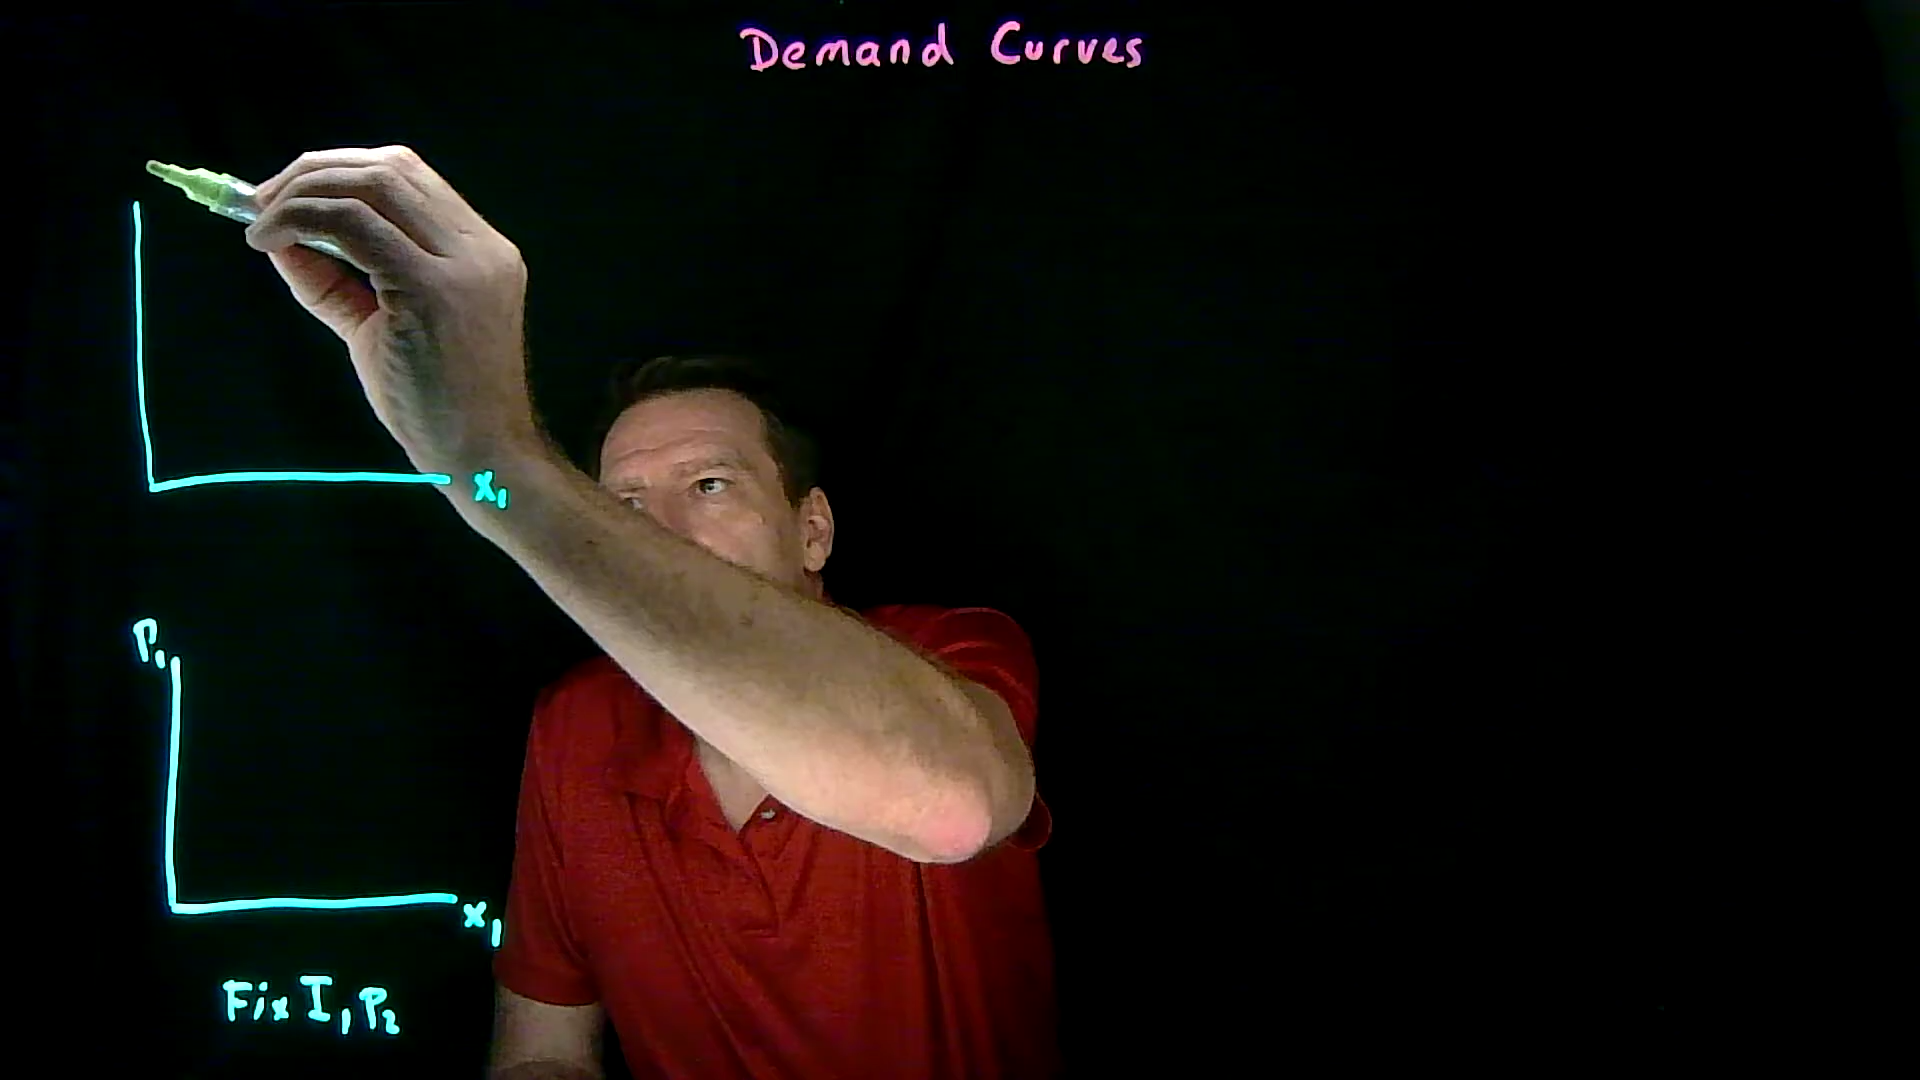 Demand Curves
x₁
P₁
x₁
Fix I, P₂